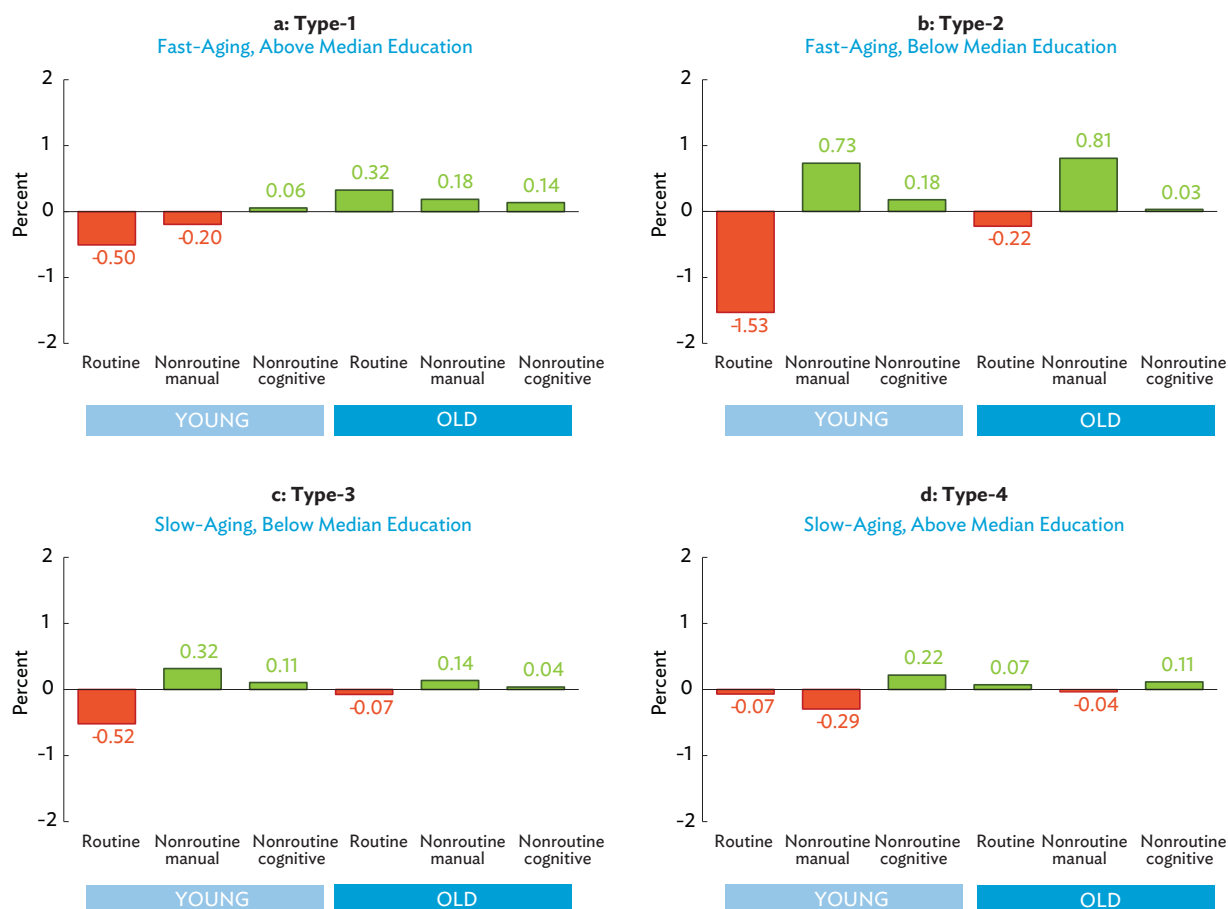 a: Type-1
Fast-Aging, Above Median Education
Percent
2
1
0
-1
-2
-0.50
-0.20
0.06
0.32
0.18
0.14
Routine
Nonroutine
manual
Nonroutine
cognitive
Routine
Nonroutine
manual
Nonroutine
cognitive
YOUNG
OLD
b: Type-2
Fast-Aging, Below Median Education
Percent
2
1
0
-1
-2
-1.53
0.73
0.18
-0.22
0.81
0.03
Routine
Nonroutine
manual
Nonroutine
cognitive
Routine
Nonroutine
manual
Nonroutine
cognitive
YOUNG
OLD
c: Type-3
Slow-Aging, Below Median Education
Percent
2
1
0
-1
-2
-0.52
0.32
0.11
-0.07
0.14
0.04
Routine
Nonroutine
manual
Nonroutine
cognitive
Routine
Nonroutine
manual
Nonroutine
cognitive
YOUNG
OLD
d: Type-4
Slow-Aging, Above Median Education
Percent
2
1
0
-1
-2
-0.07
-0.29
0.22
0.07
-0.04
0.11
Routine
Nonroutine
manual
Nonroutine
cognitive
Routine
Nonroutine
manual
Nonroutine
cognitive
YOUNG
OLD